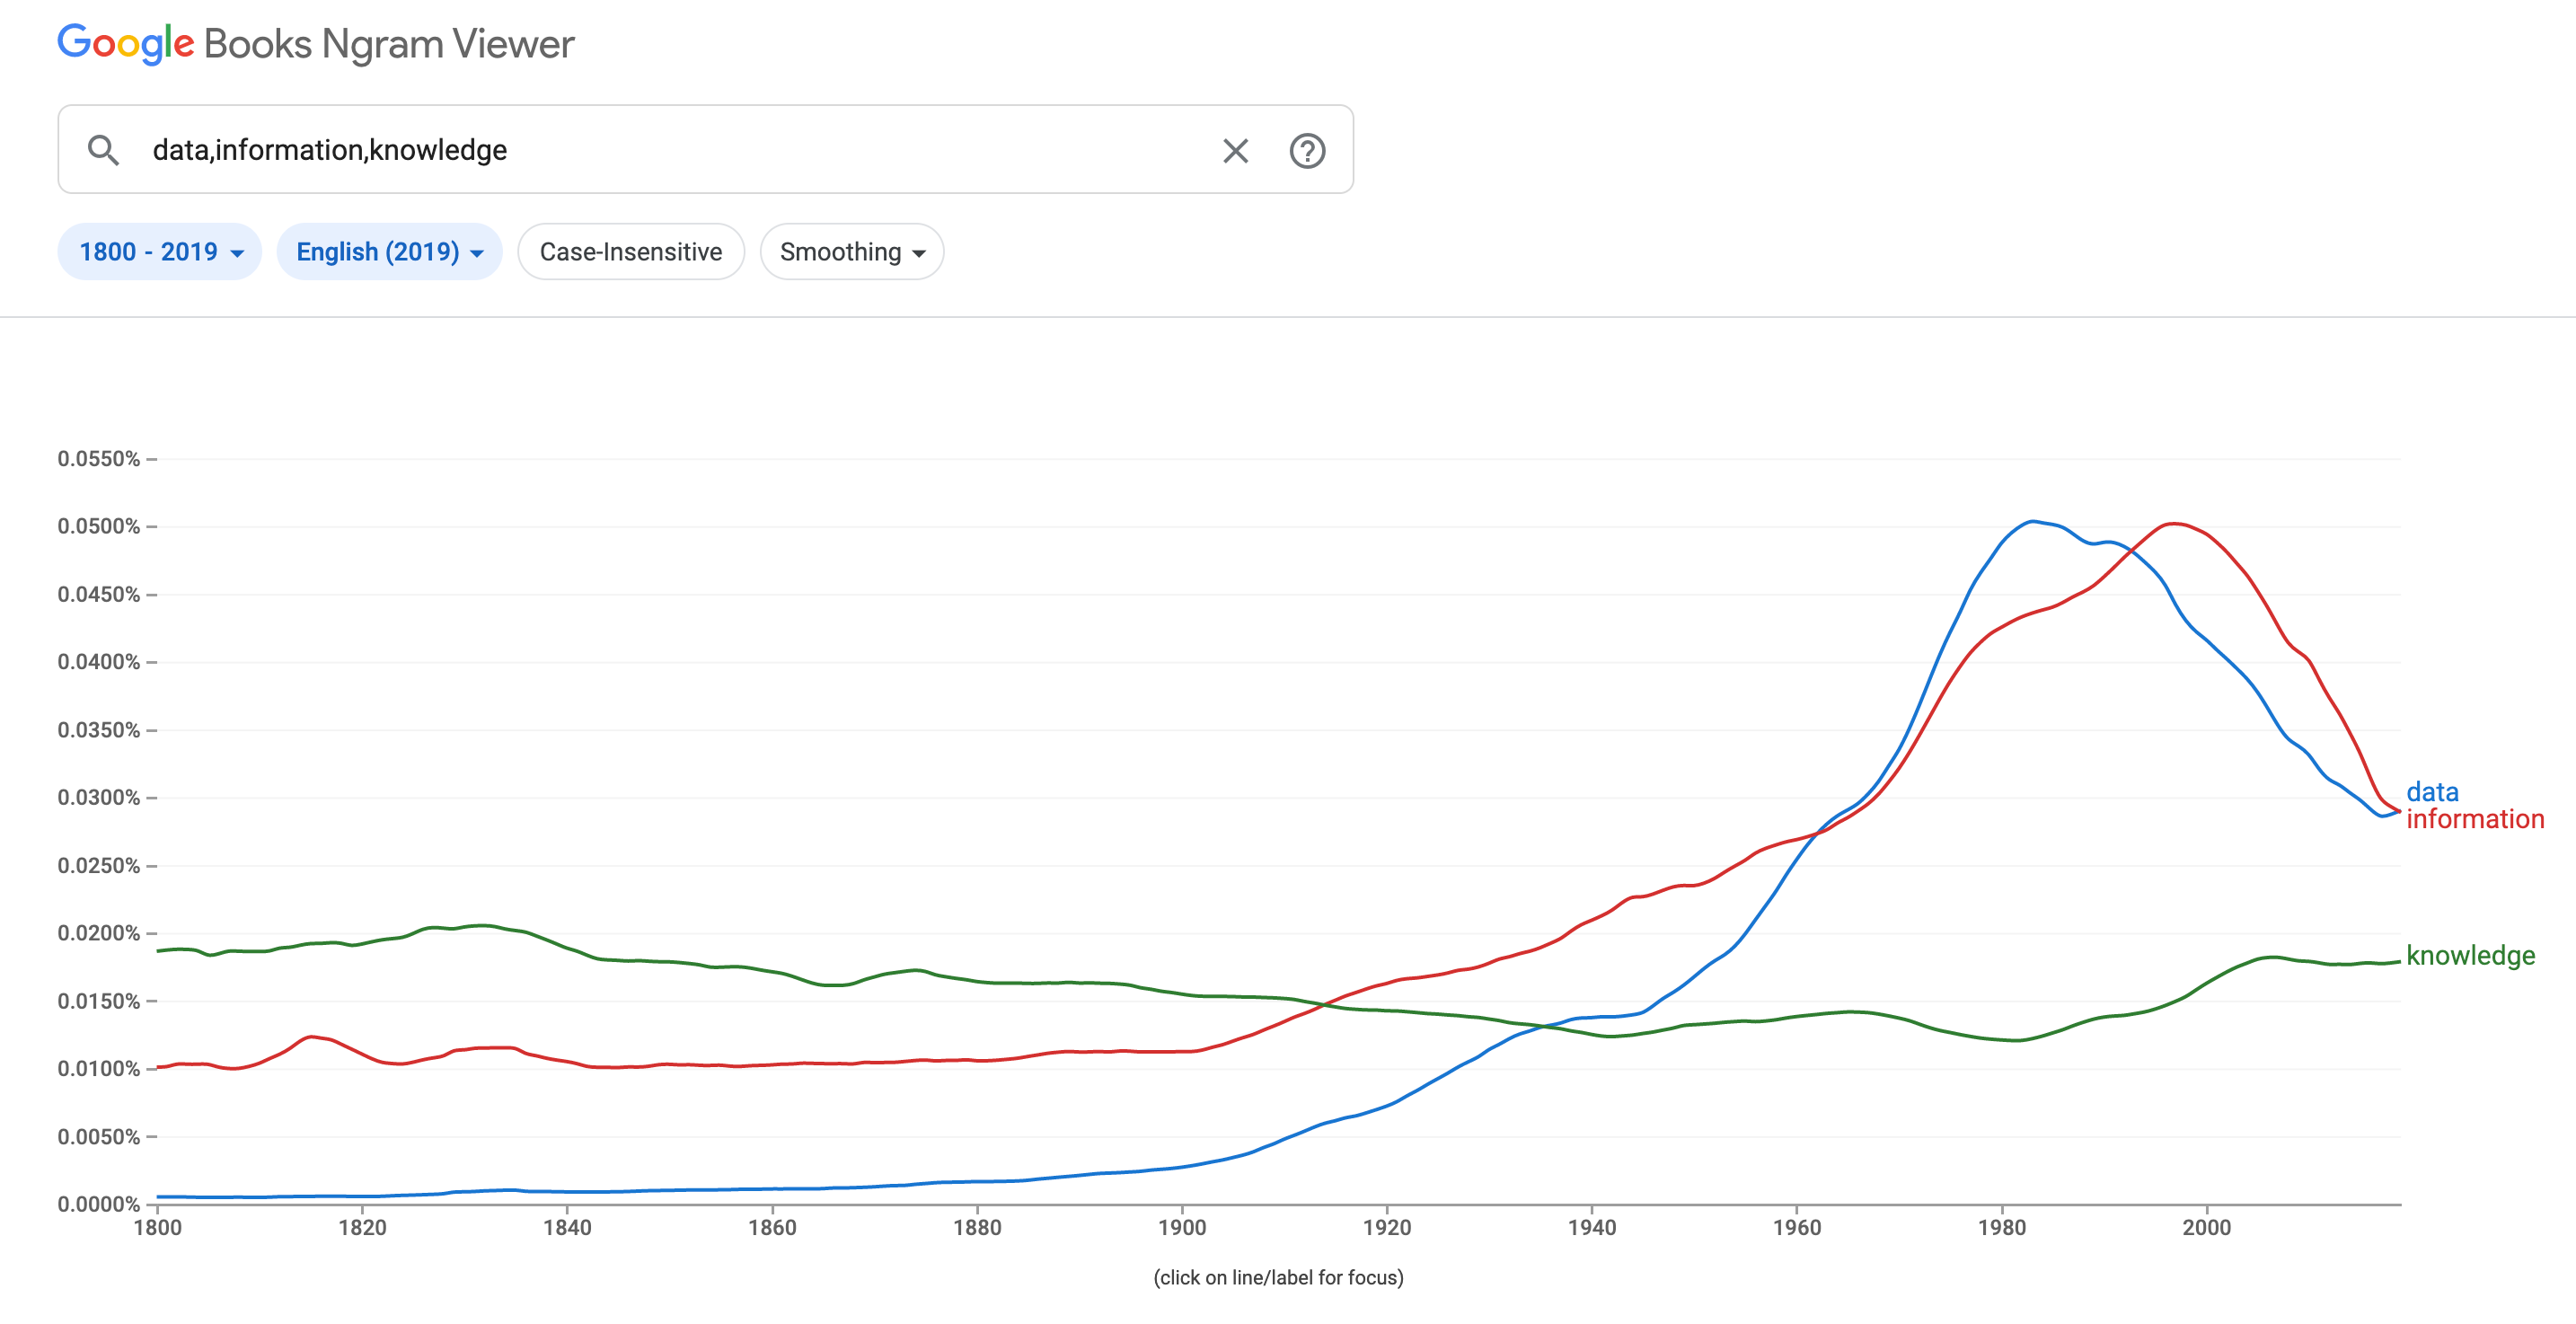 Google Books Ngram Viewer
data,information,knowledge
1800 - 2019 English (2019) Case-Insensitive Smoothing
0.0550%
0.0500%
0.0450%
0.0400%
0.0350%
0.0300%
0.0250%
0.0200%
0.0150%
0.0100%
0.0050%
0.0000%
data
information
knowledge
1800 1820 1840 1860 1880 1900 1920 1940 1960 1980 2000
(click on line/label for focus)